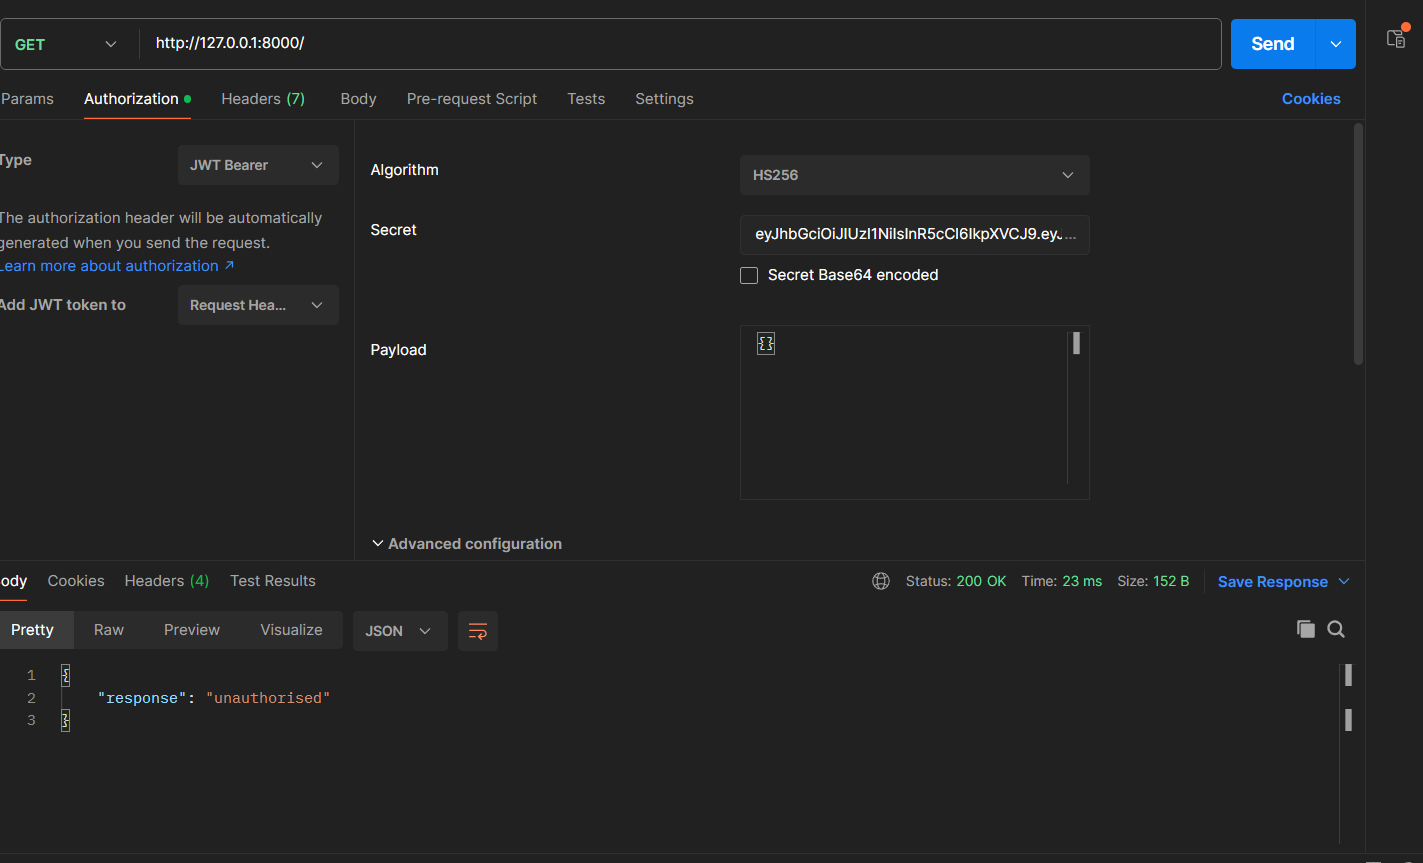 GET http://127.0.0.1:8000/ Send
Params Authorization Headers (7) Body Pre-request Script Tests Settings Cookies
Type JWT Bearer
The authorization header will be automatically
generated when you send the request.
Learn more about authorization ↗
Add JWT token to Request Hea...
Algorithm HS256
Secret eyJhbGciOiJIUzI1NiIsInR5cCI6IkpXVCJ9.eyJ...
Secret Base64 encoded
Payload {}
Advanced configuration
ody Cookies Headers (4) Test Results Status: 200 OK Time: 23 ms Size: 152 B Save Response
Pretty Raw Preview Visualize JSON
1 {
2 "response": "unauthorised"
3 }